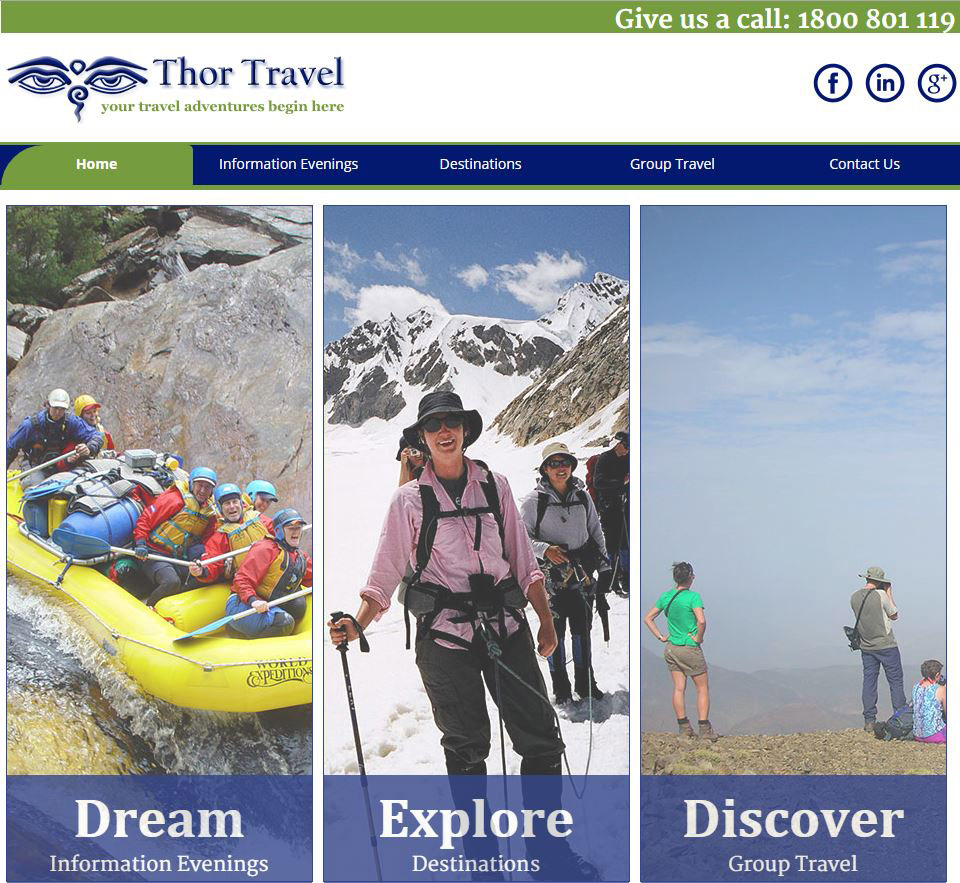 Give us a call: 1800 801 119
Thor Travel
your travel adventures begin here
f in g+
Home Information Evenings Destinations Group Travel Contact Us
WORLD
EXPEDITIONS
Dream Explore Discover
Information Evenings Destinations Group Travel